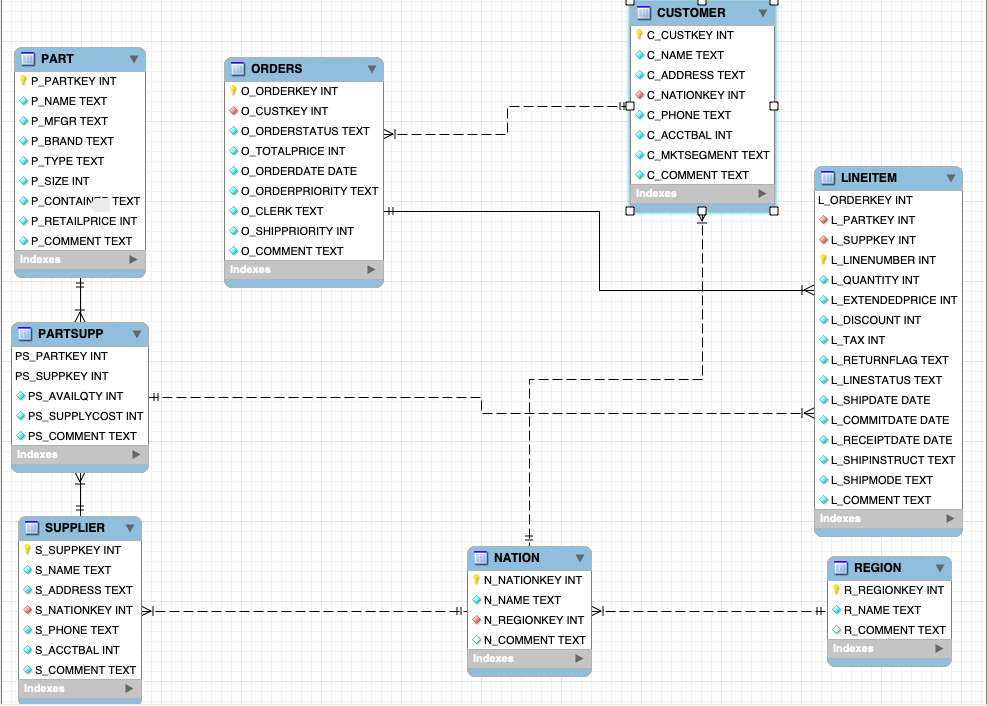 PART
P_PARTKEY INT
P_NAME TEXT
P_MFGR TEXT
P_BRAND TEXT
P_TYPE TEXT
P_SIZE INT
TEXT
P_RETAILPRICE INT
P_COMMENT TEXT
Indexes
ORDERS
O_ORDERKEY INT
O_CUSTKEY INT
O_ORDERSTATUS TEXT
O_TOTALPRICE INT
O_ORDERDATE DATE
O_ORDERPRIORITY TEXT
O_CLERK TEXT
O_SHIPPRIORITY INT
O_COMMENT TEXT
Indexes
CUSTOMER
C_CUSTKEY INT
C_NAME TEXT
C_ADDRESS TEXT
C_NATIONKEY INT
C_PHONE TEXT
C_ACCTBAL INT
C_MKTSEGMENT TEXT
C_COMMENT TEXT
Indexes
LINEITEM
L_ORDERKEY INT
L_PARTKEY INT
L_SUPPKEY INT
L_LINENUMBER INT
L_QUANTITY INT
L_EXTENDEDPRICE INT
L_DISCOUNT INT
L_TAX INT
L_RETURNFLAG TEXT
L_LINESTATUS TEXT
L_SHIPDATE DATE
L_COMMITDATE DATE
L_RECEIPTDATE DATE
L_SHIPINSTRUCT TEXT
L_SHIPMODE TEXT
L_COMMENT TEXT
Indexes
PARTSUPP
PS_PARTKEY INT
PS_SUPPKEY INT
PS_AVAILQTY INT
PS_SUPPLYCOST INT
PS_COMMENT TEXT
Indexes
SUPPLIER
S_SUPPKEY INT
S_NAME TEXT
S_ADDRESS TEXT
S_NATIONKEY INT
S_PHONE TEXT
S_ACCTBAL INT
S_COMMENT TEXT
Indexes
NATION
N_NATIONKEY INT
N_NAME TEXT
N_REGIONKEY INT
N_COMMENT TEXT
Indexes
REGION
R_REGIONKEY INT
R_NAME TEXT
R_COMMENT TEXT
Indexes